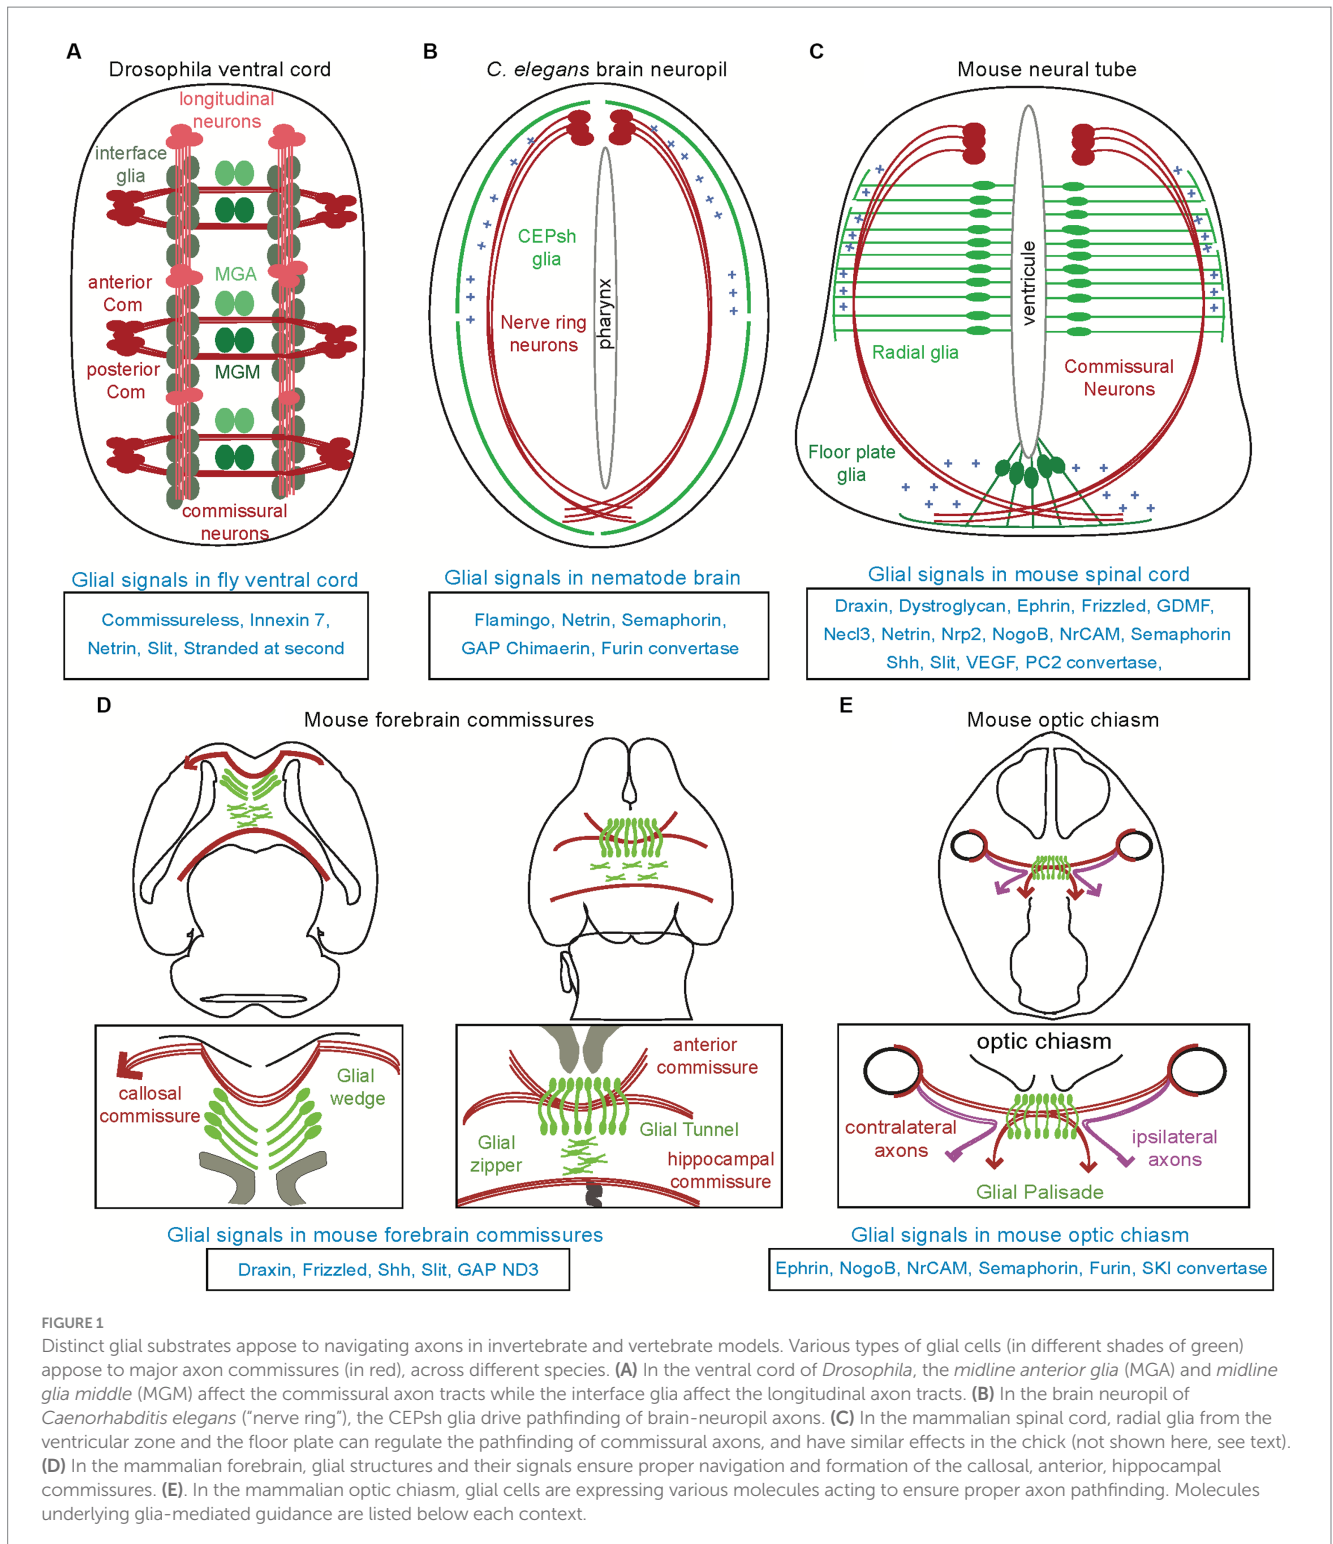 A
Drosophila ventral cord
longitudinal
neurons
interface
glia
anterior
Com
MGA
posterior
Com
MGM
commissural
neurons
Glial signals in fly ventral cord
Commissureless, Innexin 7,
Netrin, Slit, Stranded at second
B
C. elegans brain neuropil
CEPsh
glia
Nerve ring
neurons
pharynx
Glial signals in nematode brain
Flamingo, Netrin, Semaphorin,
GAP Chimaerin, Furin convertase
C
Mouse neural tube
ventricule
Radial glia
Commissural
Neurons
Floor plate
glia
Glial signals in mouse spinal cord
Draxin, Dystroglycan, Ephrin, Frizzled, GDMF,
Necl3, Netrin, Nrp2, NogoB, NrCAM, Semaphorin
Shh, Slit, VEGF, PC2 convertase,
D
Mouse forebrain commissures
callosal
commissure
Glial
wedge
anterior
commissure
Glial
zipper
Glial Tunnel
hippocampal
commissure
Glial signals in mouse forebrain commissures
Draxin, Frizzled, Shh, Slit, GAP ND3
E
Mouse optic chiasm
optic chiasm
contralateral
axons
ipsilateral
axons
Glial Palisade
Glial signals in mouse optic chiasm
Ephrin, NogoB, NrCAM, Semaphorin, Furin, SKI convertase
FIGURE 1
Distinct glial substrates appose to navigating axons in invertebrate and vertebrate models. Various types of glial cells (in different shades of green)
appose to major axon commissures (in red), across different species. (A) In the ventral cord of Drosophila, the midline anterior glia (MGA) and midline
glia middle (MGM) affect the commissural axon tracts while the interface glia affect the longitudinal axon tracts. (B) In the brain neuropil of
Caenorhabditis elegans (“nerve ring”), the CEPsh glia drive pathfinding of brain-neuropil axons. (C) In the mammalian spinal cord, radial glia from the
ventricular zone and the floor plate can regulate the pathfinding of commissural axons, and have similar effects in the chick (not shown here, see text).
(D) In the mammalian forebrain, glial structures and their signals ensure proper navigation and formation of the callosal, anterior, hippocampal
commissures. (E). In the mammalian optic chiasm, glial cells are expressing various molecules acting to ensure proper axon pathfinding. Molecules
underlying glia-mediated guidance are listed below each context.